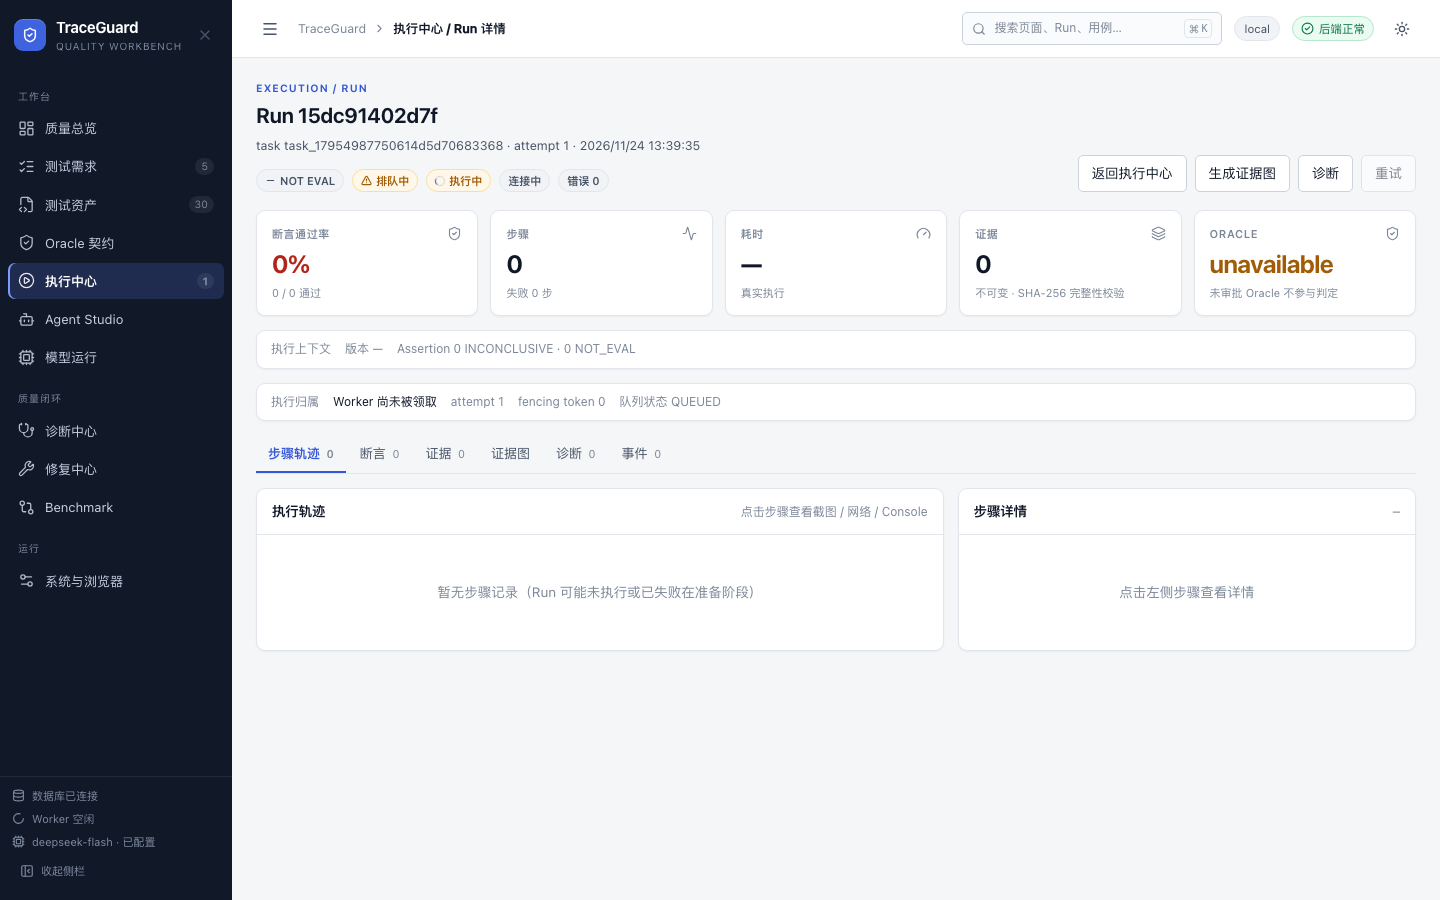 TraceGuard
QUALITY WORKBENCH
工作台
质量总览
测试需求 5
测试资产 30
Oracle 契约
执行中心 1
Agent Studio
模型运行
质量闭环
诊断中心
修复中心
Benchmark
运行
系统与浏览器
数据库已连接
Worker 空闲
deepseek-flash · 已配置
收起侧栏
TraceGuard › 执行中心 / Run 详情
搜索页面、Run、用例... ⌘ K
local
后端正常
EXECUTION / RUN
Run 15dc91402d7f
task task_17954987750614d5d70683368 · attempt 1 · 2026/11/24 13:39:35
NOT EVAL 排队中 执行中 连接中 错误 0
返回执行中心 生成证据图 诊断 重试
断言通过率
0%
0 / 0 通过
步骤
0
失败 0 步
耗时
—
真实执行
证据
0
不可变 · SHA-256 完整性校验
ORACLE
unavailable
未审批 Oracle 不参与判定
执行上下文 版本 — Assertion 0 INCONCLUSIVE · 0 NOT_EVAL
执行归属 Worker 尚未被领取 attempt 1 fencing token 0 队列状态 QUEUED
步骤轨迹 0 断言 0 证据 0 证据图 诊断 0 事件 0
执行轨迹 点击步骤查看截图 / 网络 / Console
暂无步骤记录（Run 可能未执行或已失败在准备阶段）
步骤详情 —
点击左侧步骤查看详情